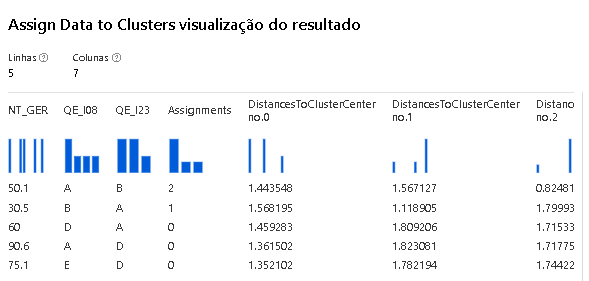 Assign Data to Clusters visualização do resultado
Linhas ? Colunas ?
5 7
NT_GER QE_I08 QE_I23 Assignments DistancesToClusterCenter no.0 DistancesToClusterCenter no.1 Distanc no.2
50.1 A B 2 1.443548 1.567127 0.82481
30.5 B A 1 1.568195 1.118905 1.79993
60 D A 0 1.459283 1.809206 1.71533
90.6 A D 0 1.361502 1.823081 1.71775
75.1 E D 0 1.352102 1.782194 1.74422